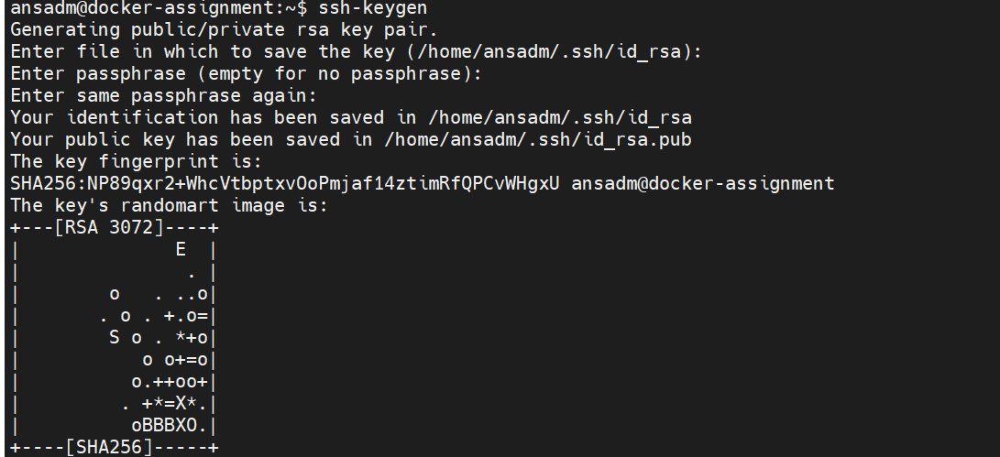 ansadm@docker-assignment:~$ ssh-keygen
Generating public/private rsa key pair.
Enter file in which to save the key (/home/ansadm/.ssh/id_rsa):
Enter passphrase (empty for no passphrase):
Enter same passphrase again:
Your identification has been saved in /home/ansadm/.ssh/id_rsa
Your public key has been saved in /home/ansadm/.ssh/id_rsa.pub
The key fingerprint is:
SHA256:NP89qxr2+WhcVtbptxvOoPmjaf14ztimRfQPCvWHgxU ansadm@docker-assignment
The key's randomart image is:
+---[RSA 3072]----+
|              E  |
|               . |
|        o   . ..o|
|       . o . +.o=|
|        S o . *+o|
|           o o+=o|
|          o.++oo+|
|         . +*=X*.|
|          oBBBXO.|
+----[SHA256]-----+